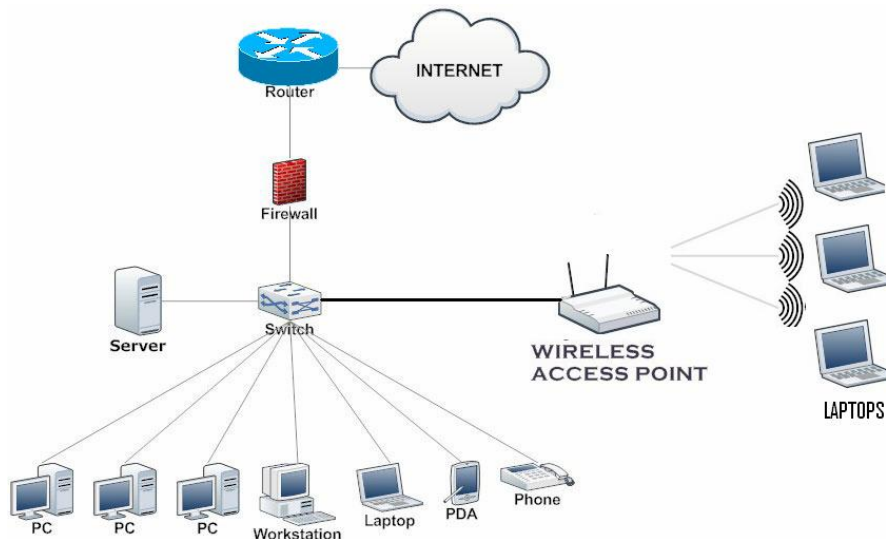 INTERNET
Router
Firewall
Server
Switch
WIRELESS
ACCESS POINT
LAPTOPS
PC
PC
PC
Workstation
Laptop
PDA
Phone